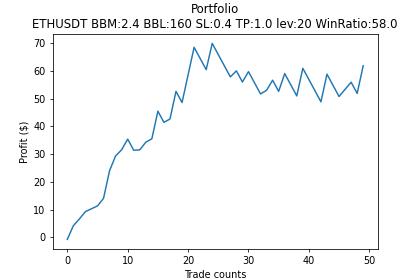 Portfolio
ETHUSDT BBM:2.4 BBL:160 SL:0.4 TP:1.0 lev:20 WinRatio:58.0
70
60
50
40
30
20
10
0
Profit ($)
0 10 20 30 40 50
Trade counts